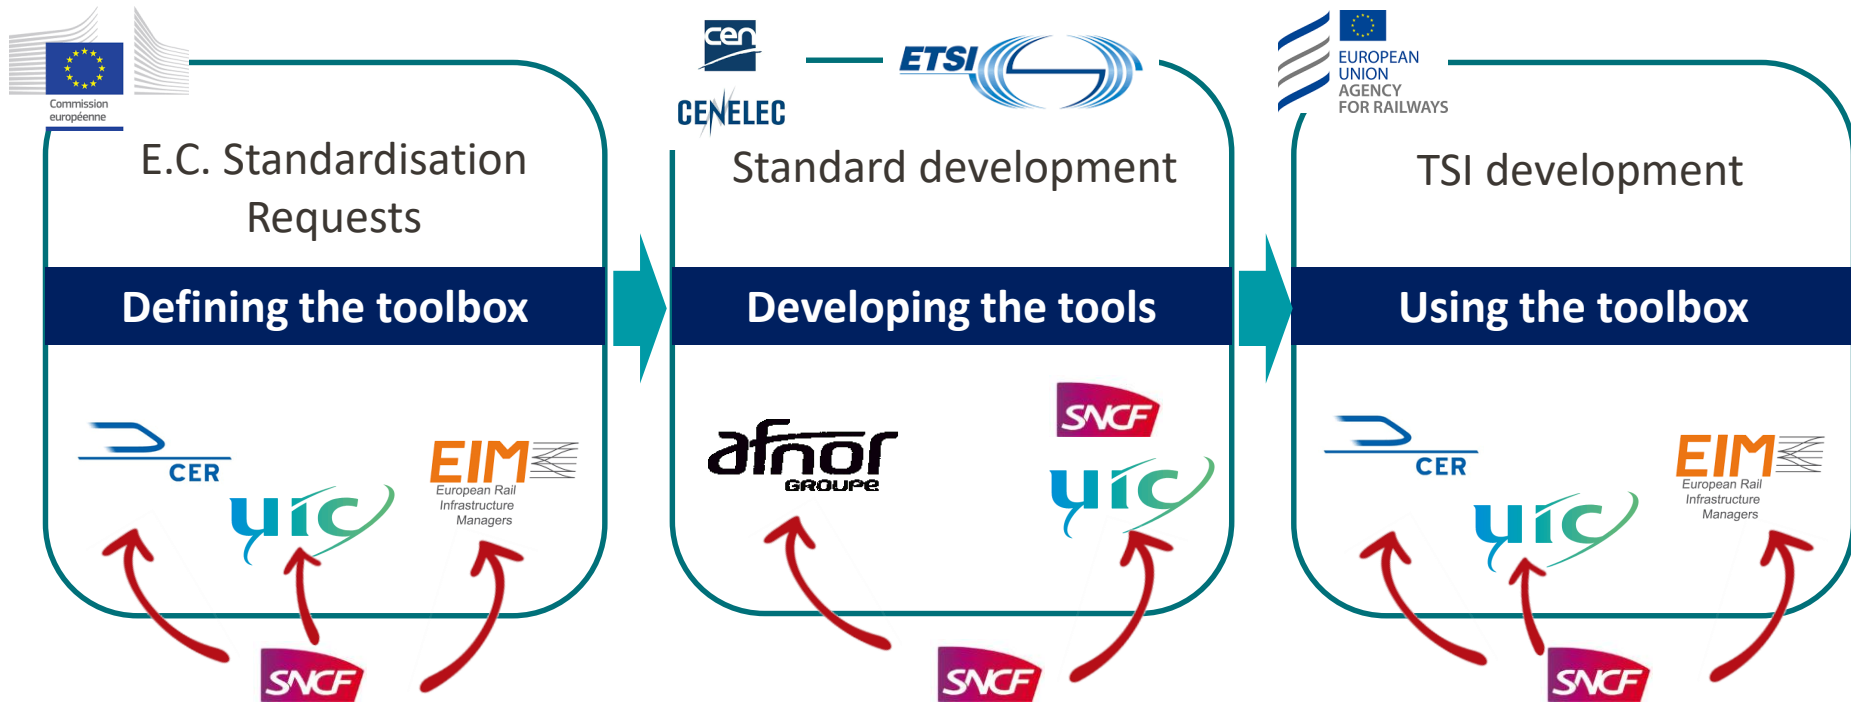 Commission
européenne
E.C. Standardisation
Requests
Defining the toolbox
CER
uic
EIM
European Rail
Infrastructure
Managers
SNCF
cen
CENELEC
ETSI
Standard development
Developing the tools
afnor
GROUPE
SNCF
uic
SNCF
EUROPEAN
UNION
AGENCY
FOR RAILWAYS
TSI development
Using the toolbox
CER
uic
EIM
European Rail
Infrastructure
Managers
SNCF